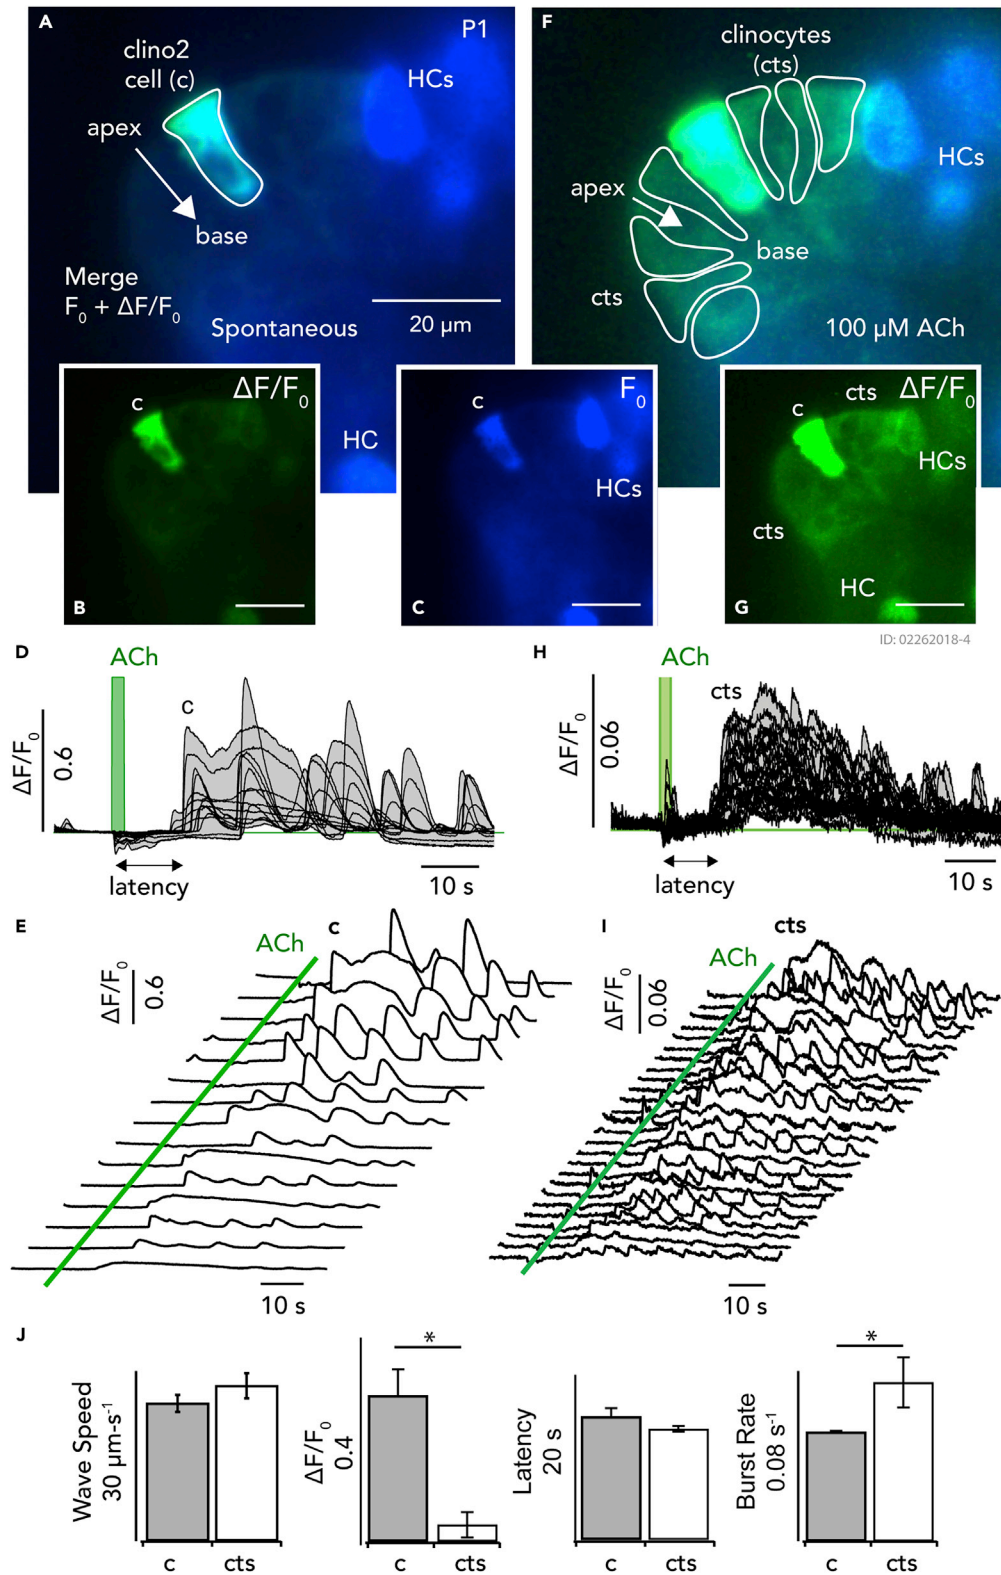 A
clino2
cell (c)
P1
HCs
apex
base
Merge
F₀ + ΔF/F₀
20 µm
Spontaneous
HC
F
clinocytes
(cts)
HCs
apex
base
cts
100 µM ACh
c
ΔF/F₀
B
c
F₀
HCs
C
cts
c
ΔF/F₀
HCs
cts
HC
G
ID: 02262018-4
D
ACh
c
ΔF/F₀
0.6
latency
10 s
H
ACh
cts
ΔF/F₀
0.06
latency
10 s
E
ACh
c
ΔF/F₀
0.6
10 s
I
cts
ACh
ΔF/F₀
0.06
10 s
J
Wave Speed
30 µm-s⁻¹
c
cts
*
ΔF/F₀
0.4
c
cts
Latency
20 s
c
cts
*
Burst Rate
0.08 s⁻¹
c
cts